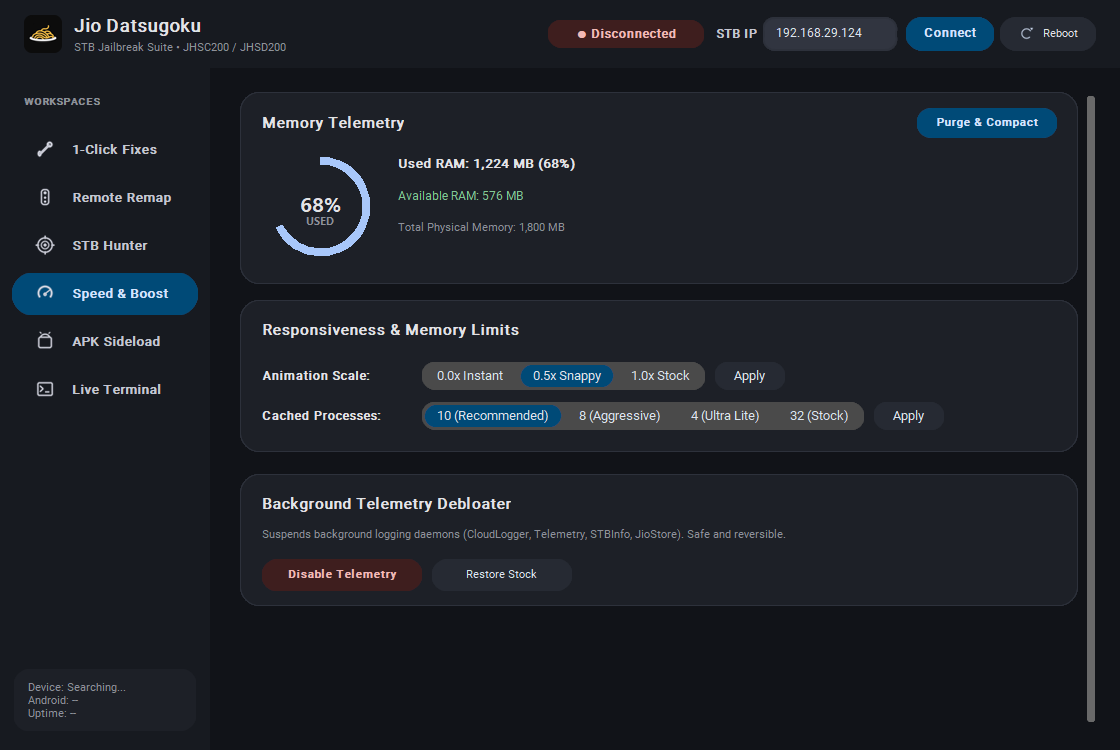 Jio Datsugoku
STB Jailbreak Suite • JHSC200 / JHSD200
● Disconnected
STB IP
192.168.29.124
Connect
Reboot
WORKSPACES
1-Click Fixes
Remote Remap
STB Hunter
Speed & Boost
APK Sideload
Live Terminal
Device: Searching...
Android: –
Uptime: –
Memory Telemetry
Purge & Compact
68%
USED
Used RAM: 1,224 MB (68%)
Available RAM: 576 MB
Total Physical Memory: 1,800 MB
Responsiveness & Memory Limits
Animation Scale: 0.0x Instant 0.5x Snappy 1.0x Stock Apply
Cached Processes: 10 (Recommended) 8 (Aggressive) 4 (Ultra Lite) 32 (Stock) Apply
Background Telemetry Debloater
Suspends background logging daemons (CloudLogger, Telemetry, STBInfo, JioStore). Safe and reversible.
Disable Telemetry Restore Stock